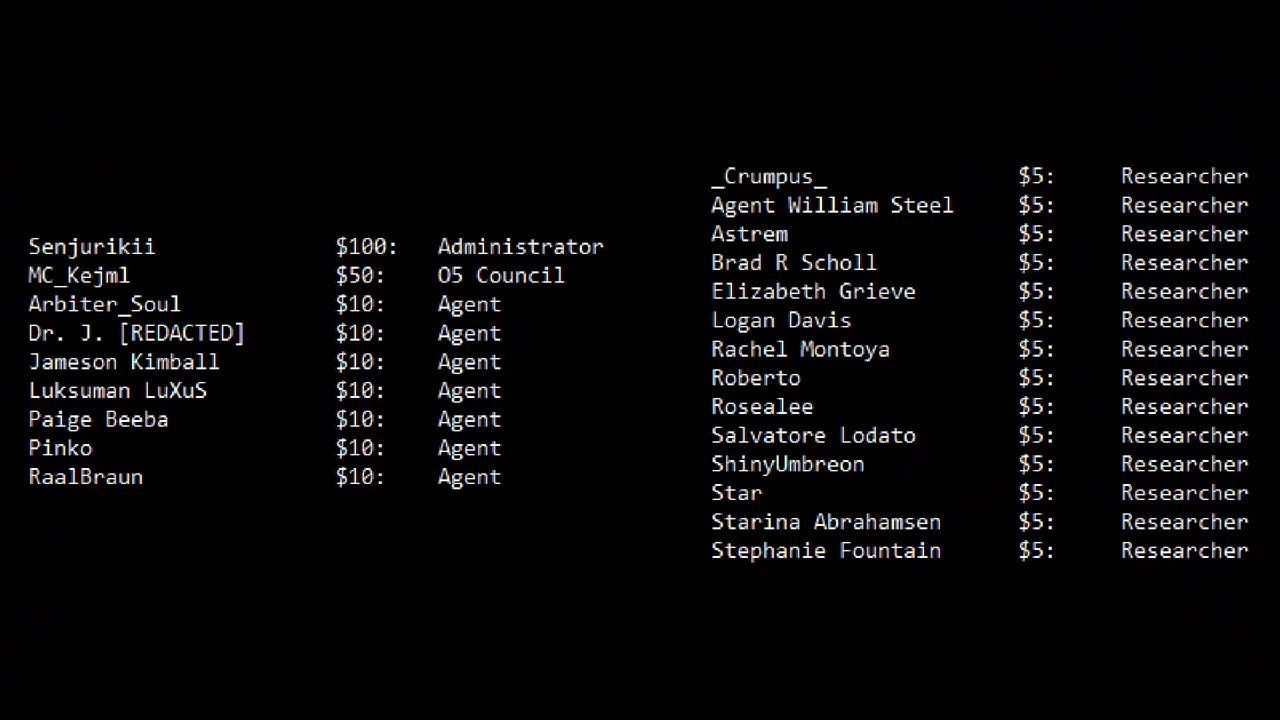 Senjurikii $100: Administrator
MC_Kejml $50: O5 Council
Arbiter_Soul $10: Agent
Dr. J. [REDACTED] $10: Agent
Jameson Kimball $10: Agent
Luksuman LuXuS $10: Agent
Paige Beeba $10: Agent
Pinko $10: Agent
RaalBraun $10: Agent
_Crumpus_ $5: Researcher
Agent William Steel $5: Researcher
Astrem $5: Researcher
Brad R Scholl $5: Researcher
Elizabeth Grieve $5: Researcher
Logan Davis $5: Researcher
Rachel Montoya $5: Researcher
Roberto $5: Researcher
Rosealee $5: Researcher
Salvatore Lodato $5: Researcher
ShinyUmbreon $5: Researcher
Star $5: Researcher
Starina Abrahamsen $5: Researcher
Stephanie Fountain $5: Researcher